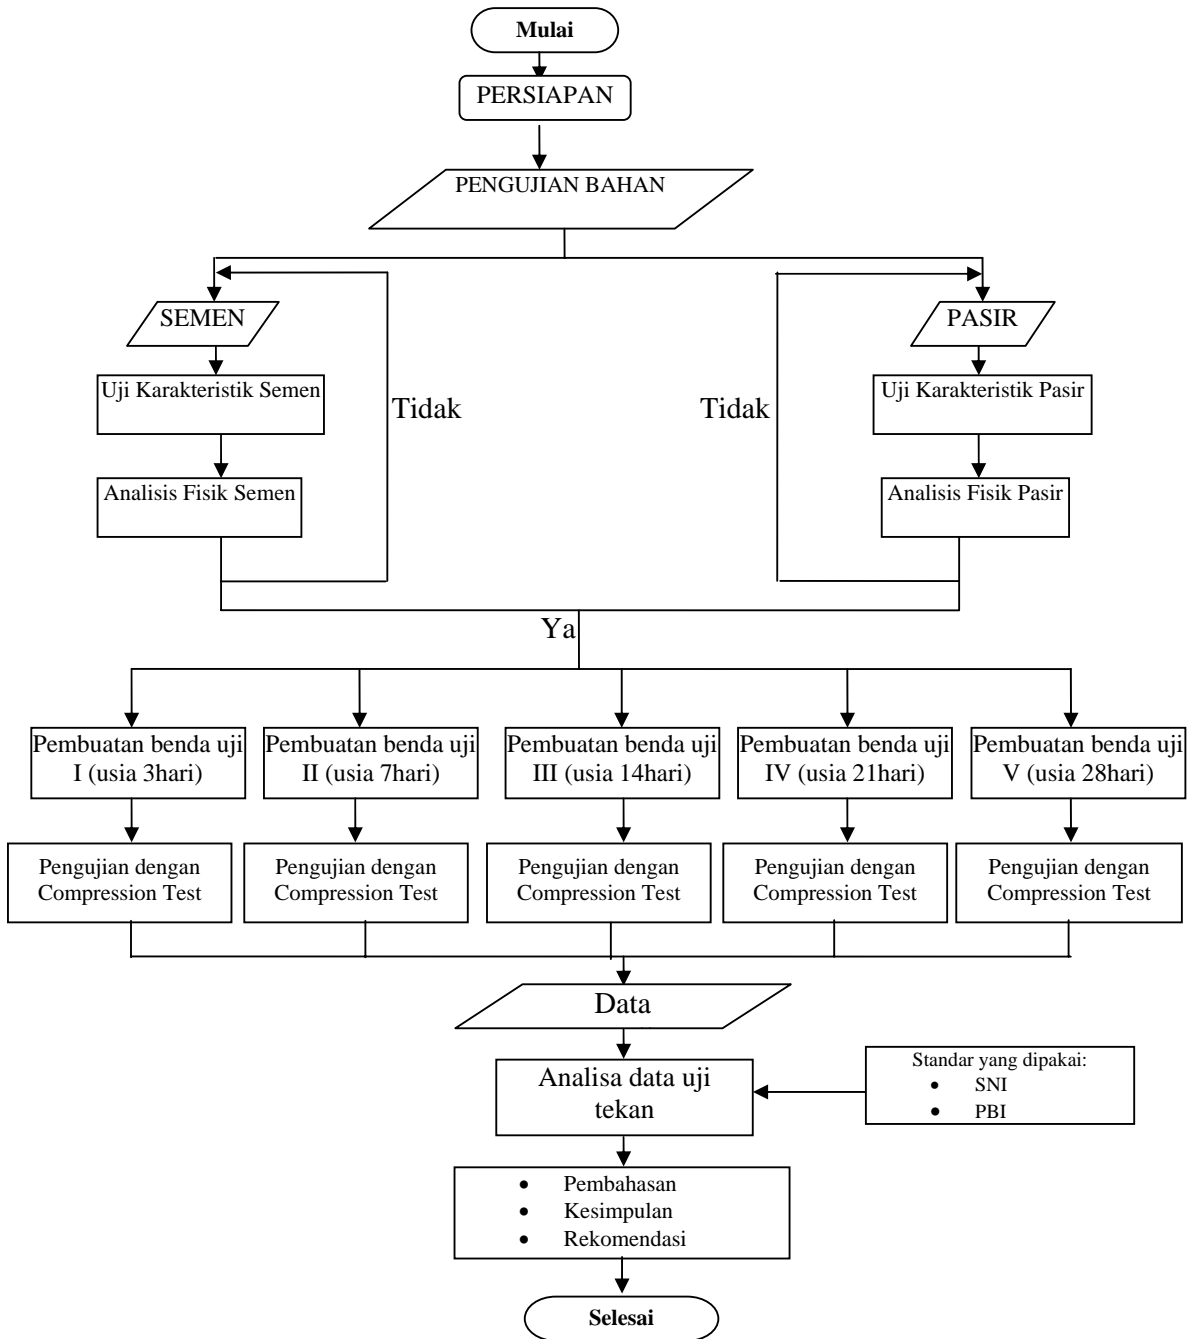 Mulai
PERSIAPAN
PENGUJIAN BAHAN
SEMEN
PASIR
Uji Karakteristik Semen
Tidak
Tidak
Uji Karakteristik Pasir
Analisis Fisik Semen
Analisis Fisik Pasir
Ya
Pembuatan benda uji
I (usia 3hari)
Pembuatan benda uji
II (usia 7hari)
Pembuatan benda uji
III (usia 14hari)
Pembuatan benda uji
IV (usia 21hari)
Pembuatan benda uji
V (usia 28hari)
Pengujian dengan
Compression Test
Pengujian dengan
Compression Test
Pengujian dengan
Compression Test
Pengujian dengan
Compression Test
Pengujian dengan
Compression Test
Data
Analisa data uji
tekan
Standar yang dipakai:
• SNI
• PBI
• Pembahasan
• Kesimpulan
• Rekomendasi
Selesai